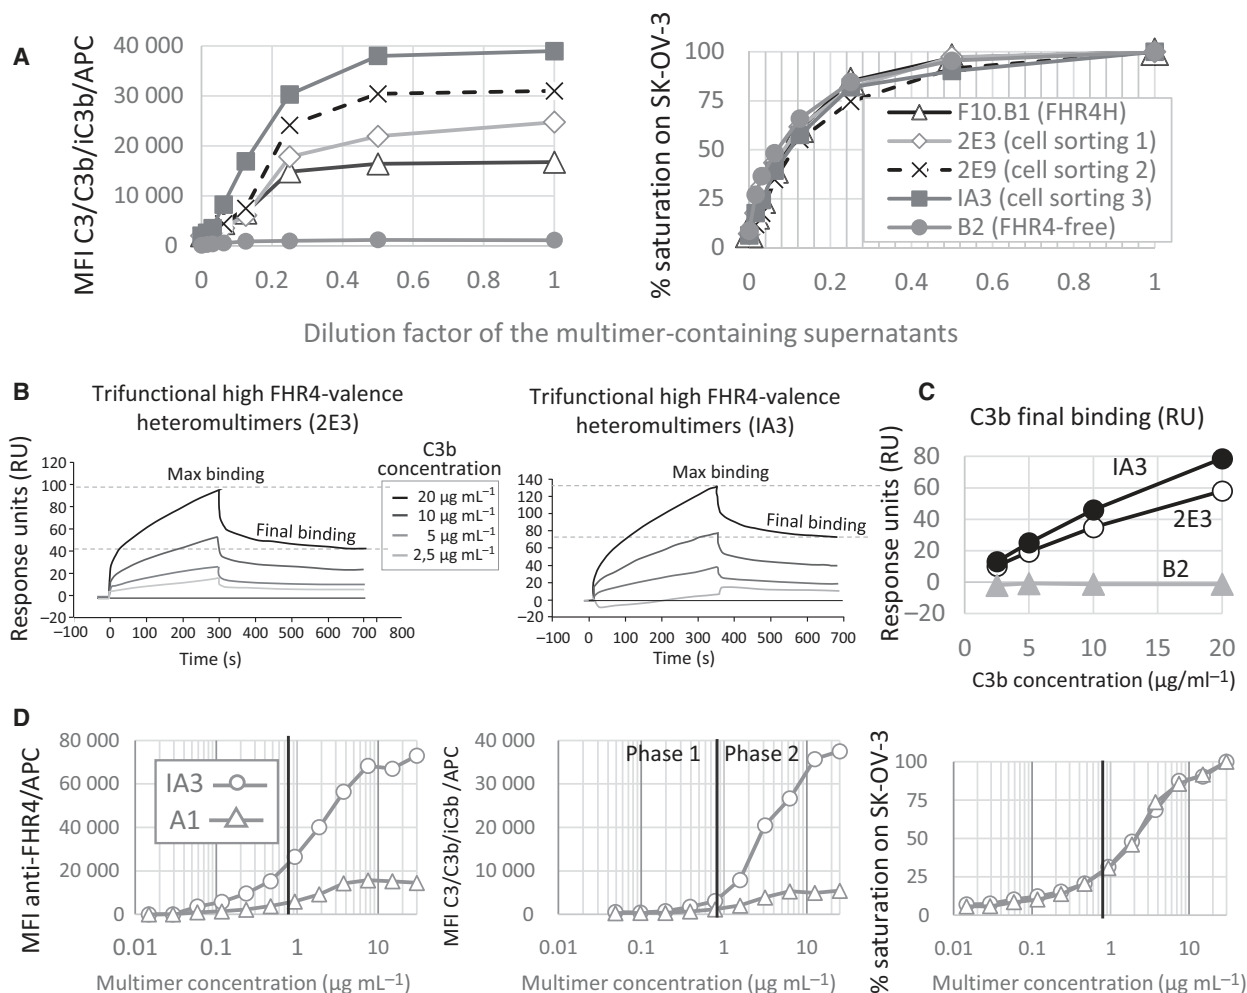 A
MFI C3/C3b/iC3b/APC
40 000
30 000
20 000
10 000
0
0 0.2 0.4 0.6 0.8 1
% saturation on SK-OV-3
100
75
50
25
0
0 0.2 0.4 0.6 0.8 1
F10.B1 (FHR4H)
2E3 (cell sorting 1)
2E9 (cell sorting 2)
IA3 (cell sorting 3)
B2 (FHR4-free)
Dilution factor of the multimer-containing supernatants
B
Trifunctional high FHR4-valence
heteromultimers (2E3)
Response units (RU)
120
100
80
60
40
20
0
–20
–100 0 100 200 300 400 500 600 700 800
Time (s)
Max binding
Final binding
C3b
concentration
20 µg mL–1
10 µg mL–1
5 µg mL–1
2,5 µg mL–1
Trifunctional high FHR4-valence
heteromultimers (IA3)
140
120
100
80
60
40
20
0
–20
–100 0 100 200 300 400 500 600 700
Time (s)
Max binding
Final binding
C
C3b final binding (RU)
Response units (RU)
80
60
40
20
0
–20
0 5 10 15 20
IA3
2E3
B2
C3b concentration (µg/ml–1)
D
MFI anti-FHR4/APC
80 000
60 000
40 000
20 000
0
0.01 0.1 1 10
IA3
A1
Multimer concentration (µg mL–1)
MFI C3/C3b/iC3b /APC
40 000
30 000
20 000
10 000
0
0.01 0.1 1 10
Phase 1 Phase 2
Multimer concentration (µg mL–1)
% saturation on SK-OV-3
100
75
50
25
0
0.01 0.1 1 10
Multimer concentration (µg mL–1)